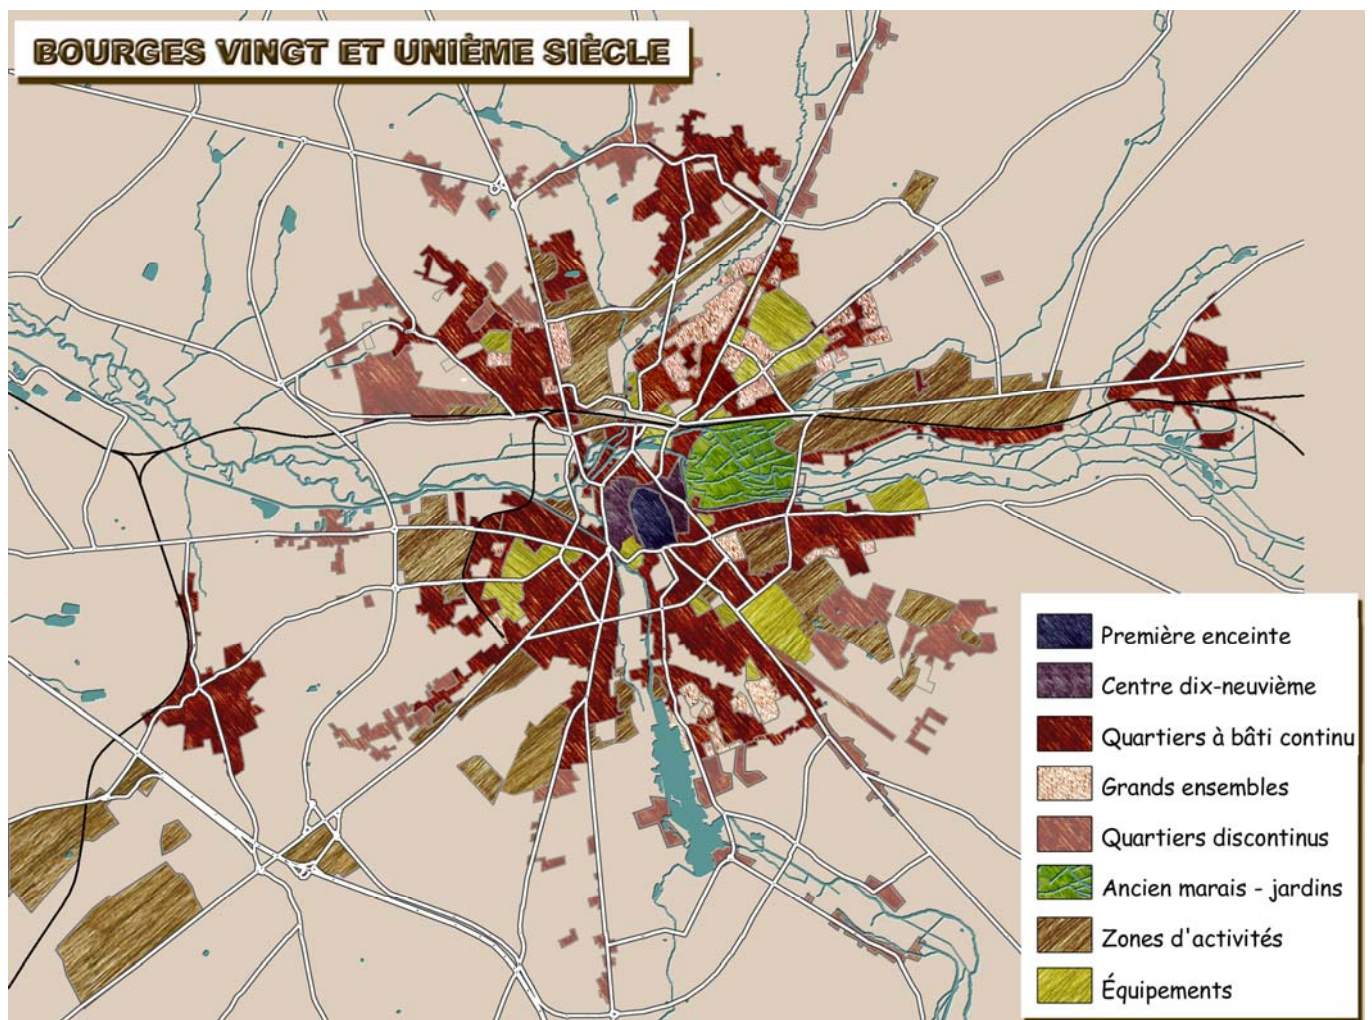 BOURGES VINGT ET UNIÈME SIÈCLE
Première enceinte
Centre dix-neuvième
Quartiers à bâti continu
Grands ensembles
Quartiers discontinus
Ancien marais - jardins
Zones d'activités
Équipements